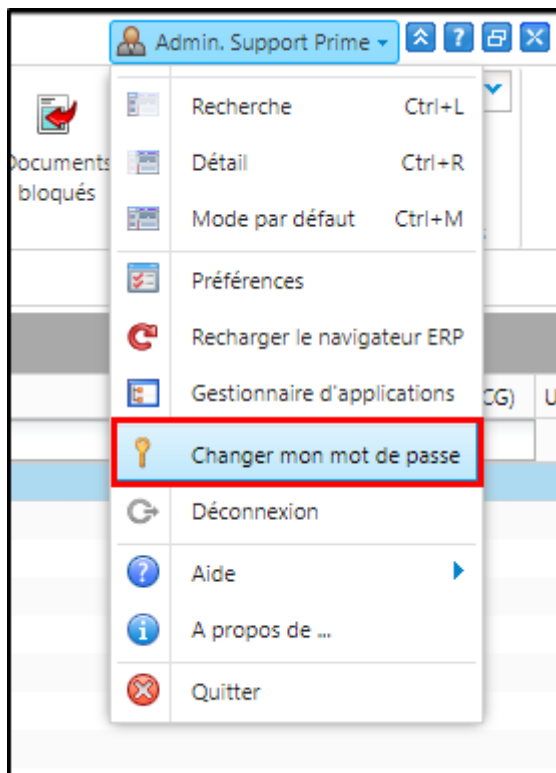 Admin. Support Prime
Recherche Ctrl+L
Documents
bloqués
Détail Ctrl+R
Mode par défaut Ctrl+M
Préférences
Recharger le navigateur ERP
Gestionnaire d'applications
CG) U
Changer mon mot de passe
Déconnexion
Aide
A propos de ...
Quitter